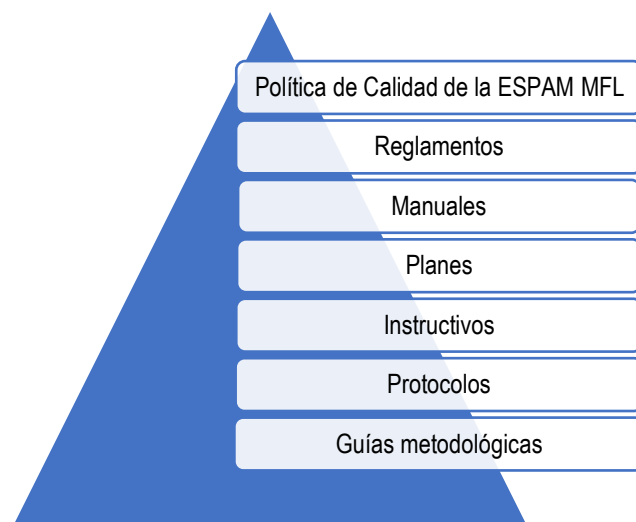 Política de Calidad de la ESPAM MFL
Reglamentos
Manuales
Planes
Instructivos
Protocolos
Guías metodológicas